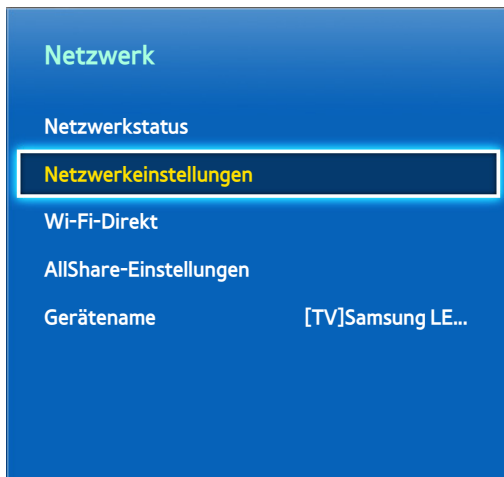 Netzwerk
Netzwerkstatus
Netzwerkeinstellungen
Wi-Fi-Direkt
AllShare-Einstellungen
Gerätename [TV]Samsung LE...